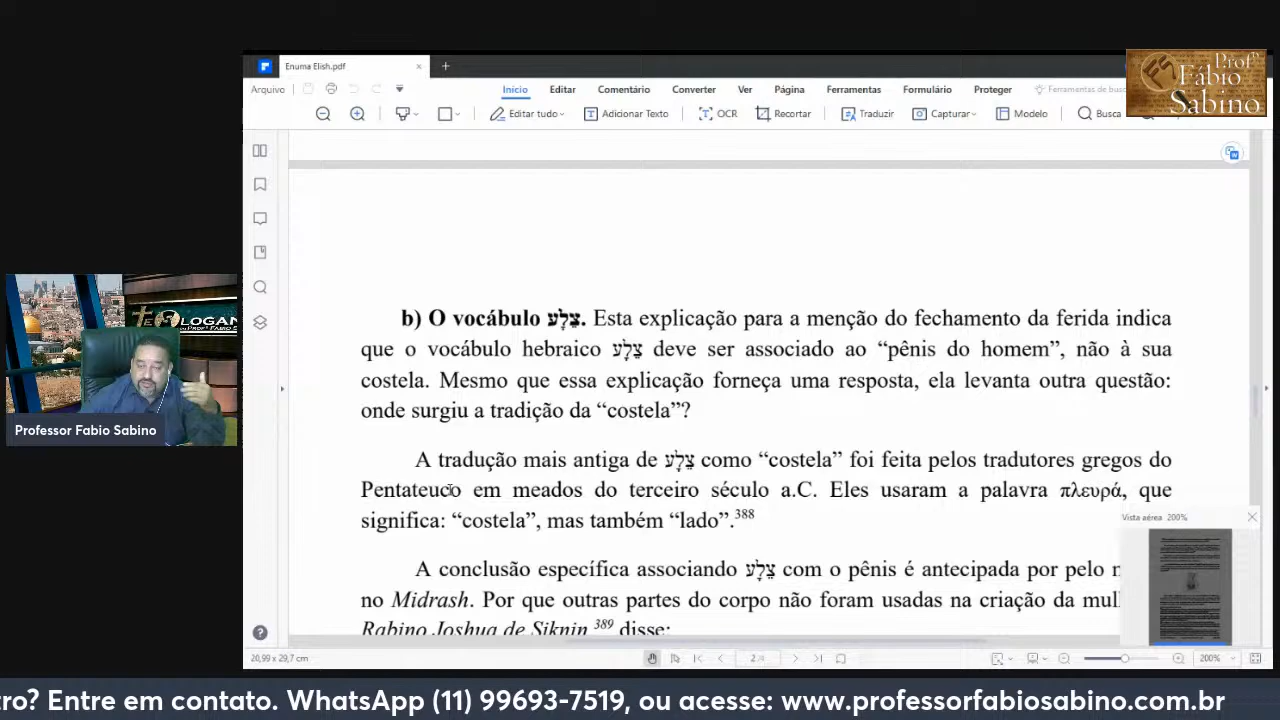 Enuma Elish.pdf
Prof°
Fábio
Sabino
FS
Arquivo
Início Editar Comentário Converter Ver Página Ferramentas Formulário Proteger Ferramentas de busc
Editar tudo Adicionar Texto OCR Recortar Traduzir Capturar Modelo Busca
b) O vocábulo צֵלָע. Esta explicação para a menção do fechamento da ferida indica
que o vocábulo hebraico צֵלָע deve ser associado ao “pênis do homem”, não à sua
costela. Mesmo que essa explicação forneça uma resposta, ela levanta outra questão:
onde surgiu a tradição da “costela”?
A tradução mais antiga de צֵלָע como “costela” foi feita pelos tradutores gregos do
Pentateuco em meados do terceiro século a.C. Eles usaram a palavra πλευρά, que
significa: “costela”, mas também “lado”.388
Vista aérea 200%
A conclusão específica associando צֵלָע com o pênis é antecipada por pelo
no Midrash. Por que outras partes do corpo não foram usadas na criação da mul
Rabino Josué de Siknin 389 disse:
LOGAN
Professor Fabio Sabino
20,99 x 29,7 cm
200%
tro? Entre em contato. WhatsApp (11) 99693-7519, ou acesse: www.professorfabiosabino.com.br